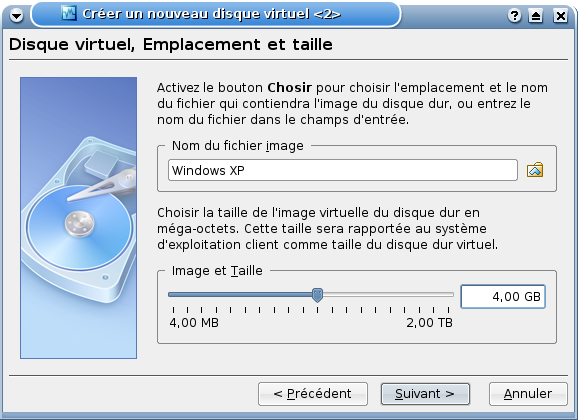 Créer un nouveau disque virtuel <2>
Disque virtuel, Emplacement et taille
Activez le bouton Chosir pour choisir l'emplacement et le nom
du fichier qui contiendra l'image du disque dur, ou entrez le
nom du fichier dans le champs d'entrée.
Nom du fichier image
Windows XP
Choisir la taille de l'image virtuelle du disque dur en
méga-octets. Cette taille sera rapportée au système
d'exploitation client comme taille du disque dur virtuel.
Image et Taille
4,00 GB
4,00 MB 2,00 TB
< Précédent Suivant > Annuler